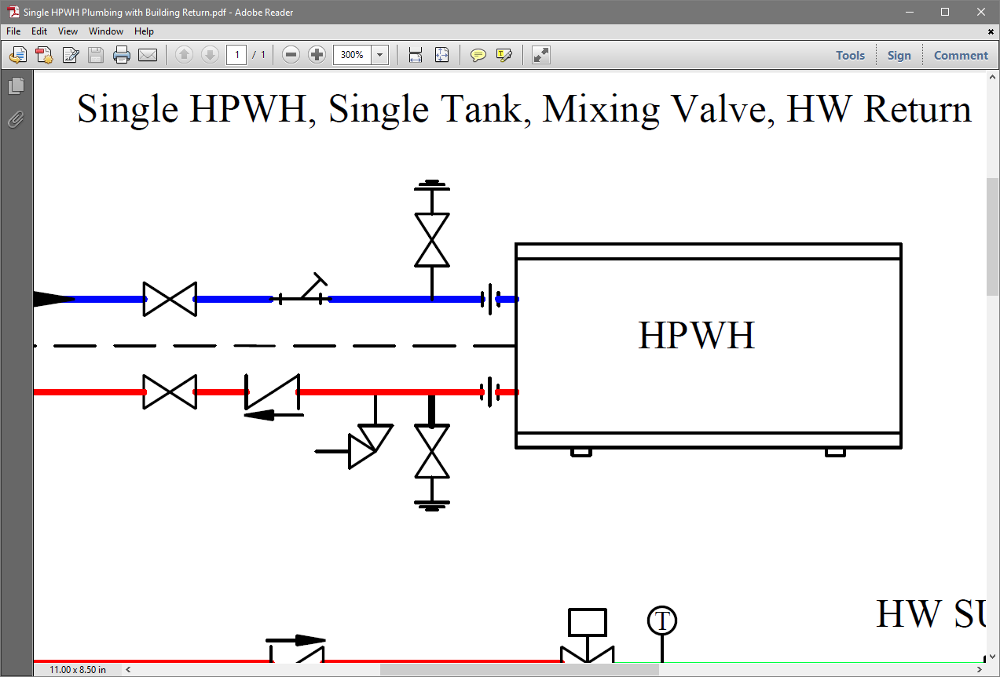 Single HPWH Plumbing with Building Return.pdf - Adobe Reader
File Edit View Window Help
1 / 1 300% Tools Sign Comment
Single HPWH, Single Tank, Mixing Valve, HW Return
HPWH
HW SU
T
11.00 x 8.50 in